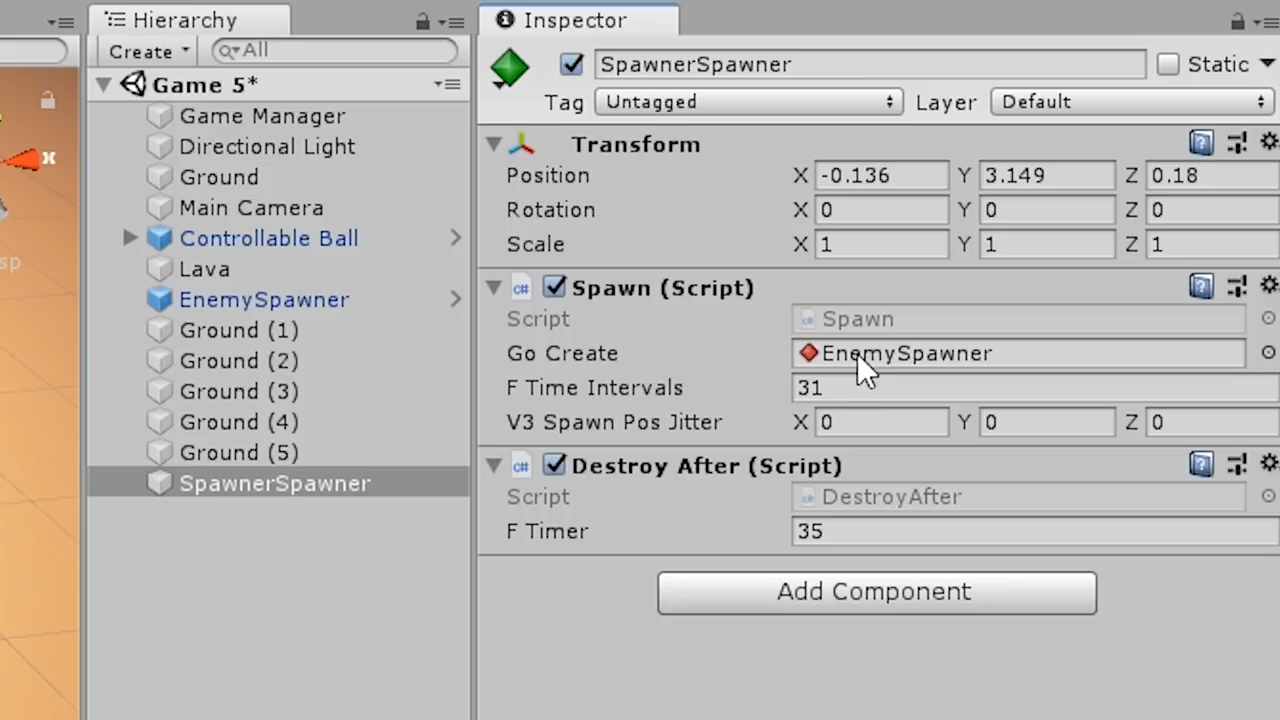 Hierarchy
Create
All
Game 5*
Game Manager
Directional Light
Ground
Main Camera
Controllable Ball
Lava
EnemySpawner
Ground (1)
Ground (2)
Ground (3)
Ground (4)
Ground (5)
SpawnerSpawner
x
sp
Inspector
SpawnerSpawner
Static
Tag Untagged Layer Default
Transform
Position X -0.136 Y 3.149 Z 0.18
Rotation X 0 Y 0 Z 0
Scale X 1 Y 1 Z 1
C# Spawn (Script)
Script Spawn
Go Create EnemySpawner
F Time Intervals 31
V3 Spawn Pos Jitter X 0 Y 0 Z 0
C# Destroy After (Script)
Script DestroyAfter
F Timer 35
Add Component